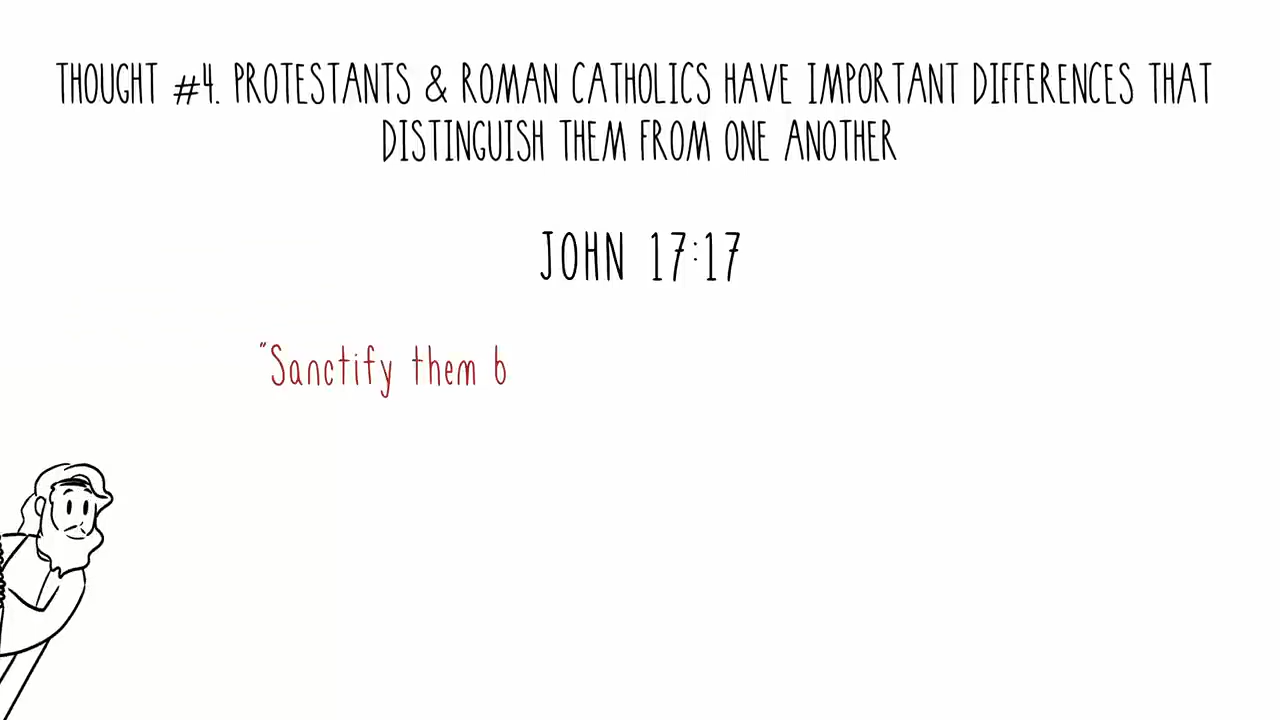 THOUGHT #4. PROTESTANTS & ROMAN CATHOLICS HAVE IMPORTANT DIFFERENCES THAT
DISTINGUISH THEM FROM ONE ANOTHER
JOHN 17:17
"Sanctify them b